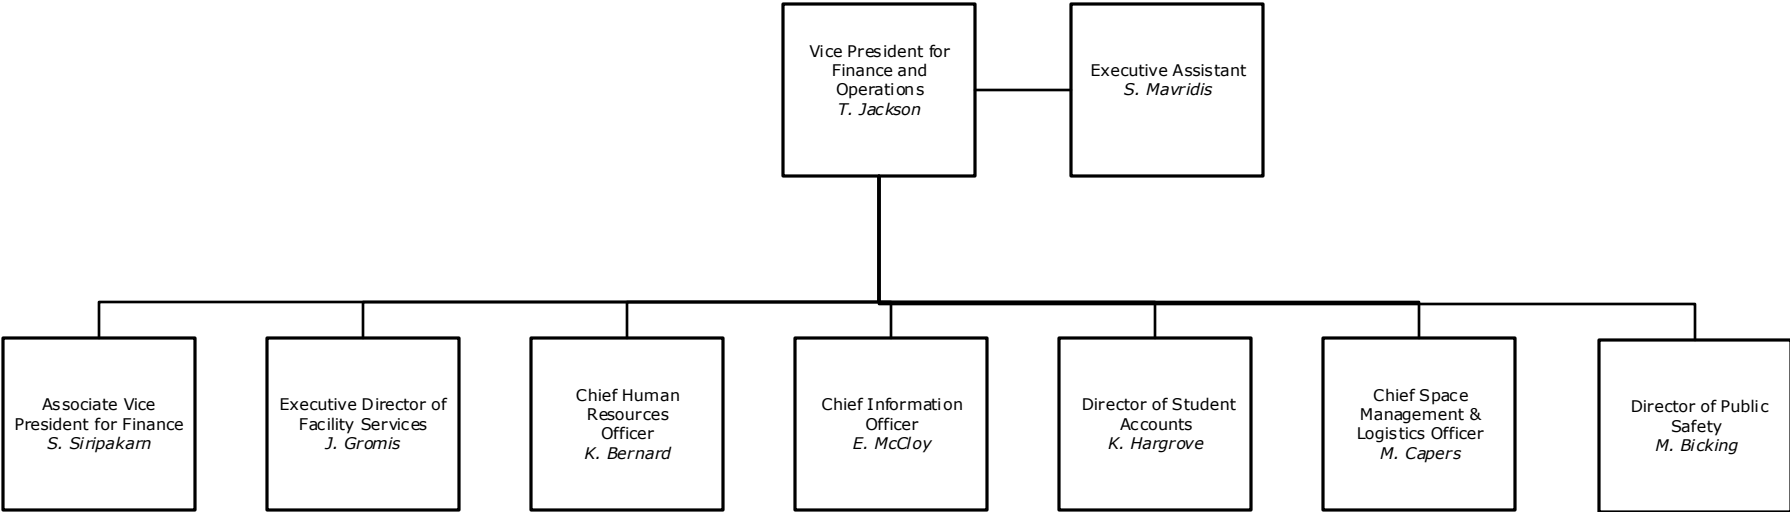 Vice President for
Finance and
Operations
T. Jackson
Executive Assistant
S. Mavridis
Associate Vice
President for Finance
S. Siripakarn
Executive Director of
Facility Services
J. Gromis
Chief Human
Resources
Officer
K. Bernard
Chief Information
Officer
E. McCloy
Director of Student
Accounts
K. Hargrove
Chief Space
Management &
Logistics Officer
M. Capers
Director of Public
Safety
M. Bicking